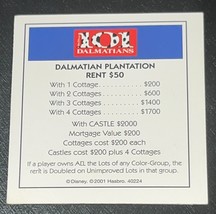 101
DALMATIANS
DALMATIAN PLANTATION
RENT $50
With 1 Cottage . . . . . . . . . $200
With 2 Cottages . . . . . . . . $600
With 3 Cottages . . . . . . . . $1400
With 4 Cottages . . . . . . . . $1700
With CASTLE $2000
Mortgage Value $200
Cottages cost $200 each
Castles cost $200 plus 4 Cottages
If a player owns ALL the Lots of any Color-Group, the
rent is Doubled on Unimproved Lots in that group.
©Disney. ©2001 Hasbro. 40224